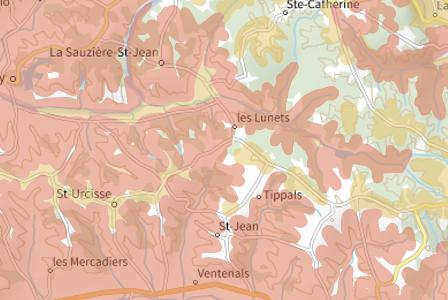 Ste-Catherine
La Sauzière-St-Jean
les Lunets
St-Urcisse
Tippals
St-Jean
les Mercadiers
Ventenals